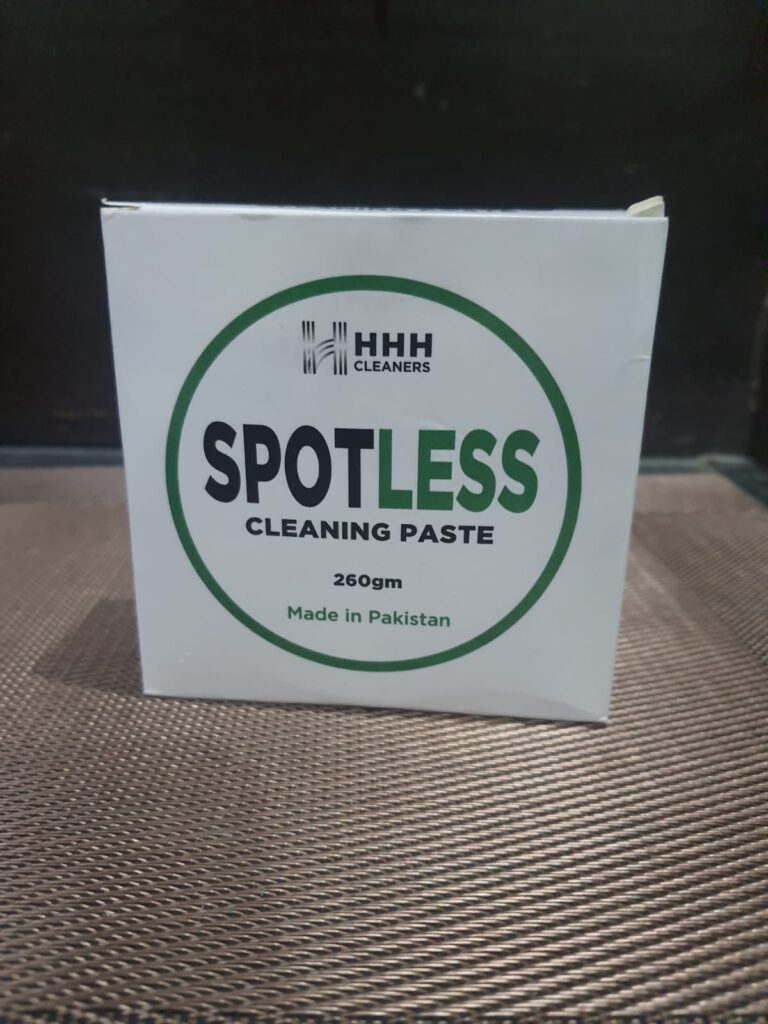 HHH
CLEANERS
SPOTLESS
CLEANING PASTE
260gm
Made in Pakistan